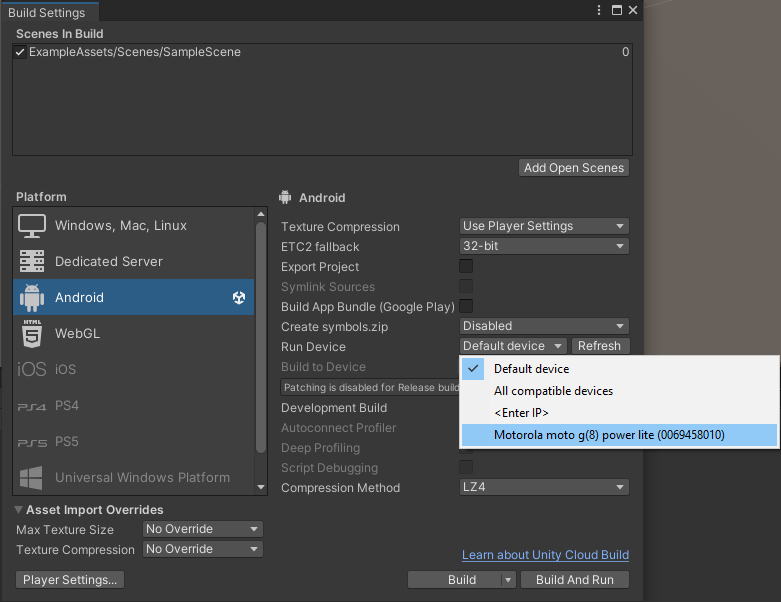 Build Settings
Scenes In Build
ExampleAssets/Scenes/SampleScene 0
Add Open Scenes
Platform
Windows, Mac, Linux
Dedicated Server
Android
HTML
WebGL
iOS iOS
PS4 PS4
PS5 PS5
Universal Windows Platform
Android
Texture Compression Use Player Settings
ETC2 fallback 32-bit
Export Project
Symlink Sources
Build App Bundle (Google Play)
Create symbols.zip Disabled
Run Device Default device Refresh
Default device
All compatible devices
<Enter IP>
Motorola moto g(8) power lite (0069458010)
Build to Device
Patching is disabled for Release build
Development Build
Autoconnect Profiler
Deep Profiling
Script Debugging
Compression Method LZ4
Asset Import Overrides
Max Texture Size No Override
Texture Compression No Override
Learn about Unity Cloud Build
Player Settings... Build Build And Run